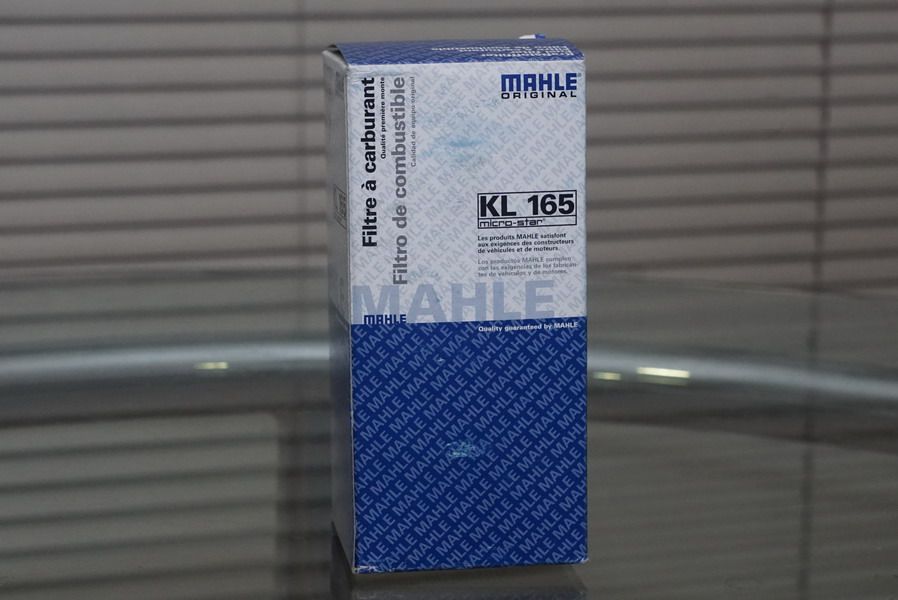 MAHLE
ORIGINAL
Filtre à carburant
Qualité première monte
Filtro de combustible
Calidad de equipo original
KL 165
micro-star
Les produits MAHLE satisfont
aux exigences des constructeurs
de véhicules et de moteurs.
Los productos MAHLE cumplen
con las exigencias de los fabrican-
tes de vehículos y de motores.
MAHLE
MAHLE
Quality guaranteed by MAHLE